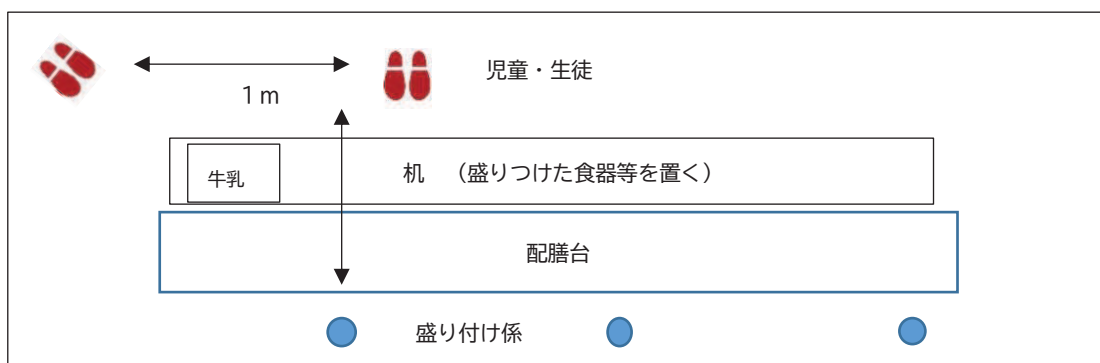 児童・生徒
1m
牛乳
机 (盛りつけた食器等を置く)
配膳台
盛り付け係